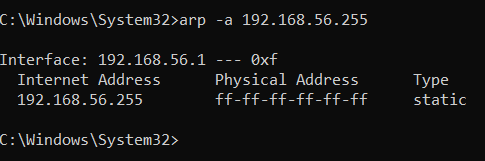 C:\Windows\System32>arp -a 192.168.56.255
Interface: 192.168.56.1 --- 0xf
  Internet Address      Physical Address      Type
  192.168.56.255        ff-ff-ff-ff-ff-ff     static
C:\Windows\System32>